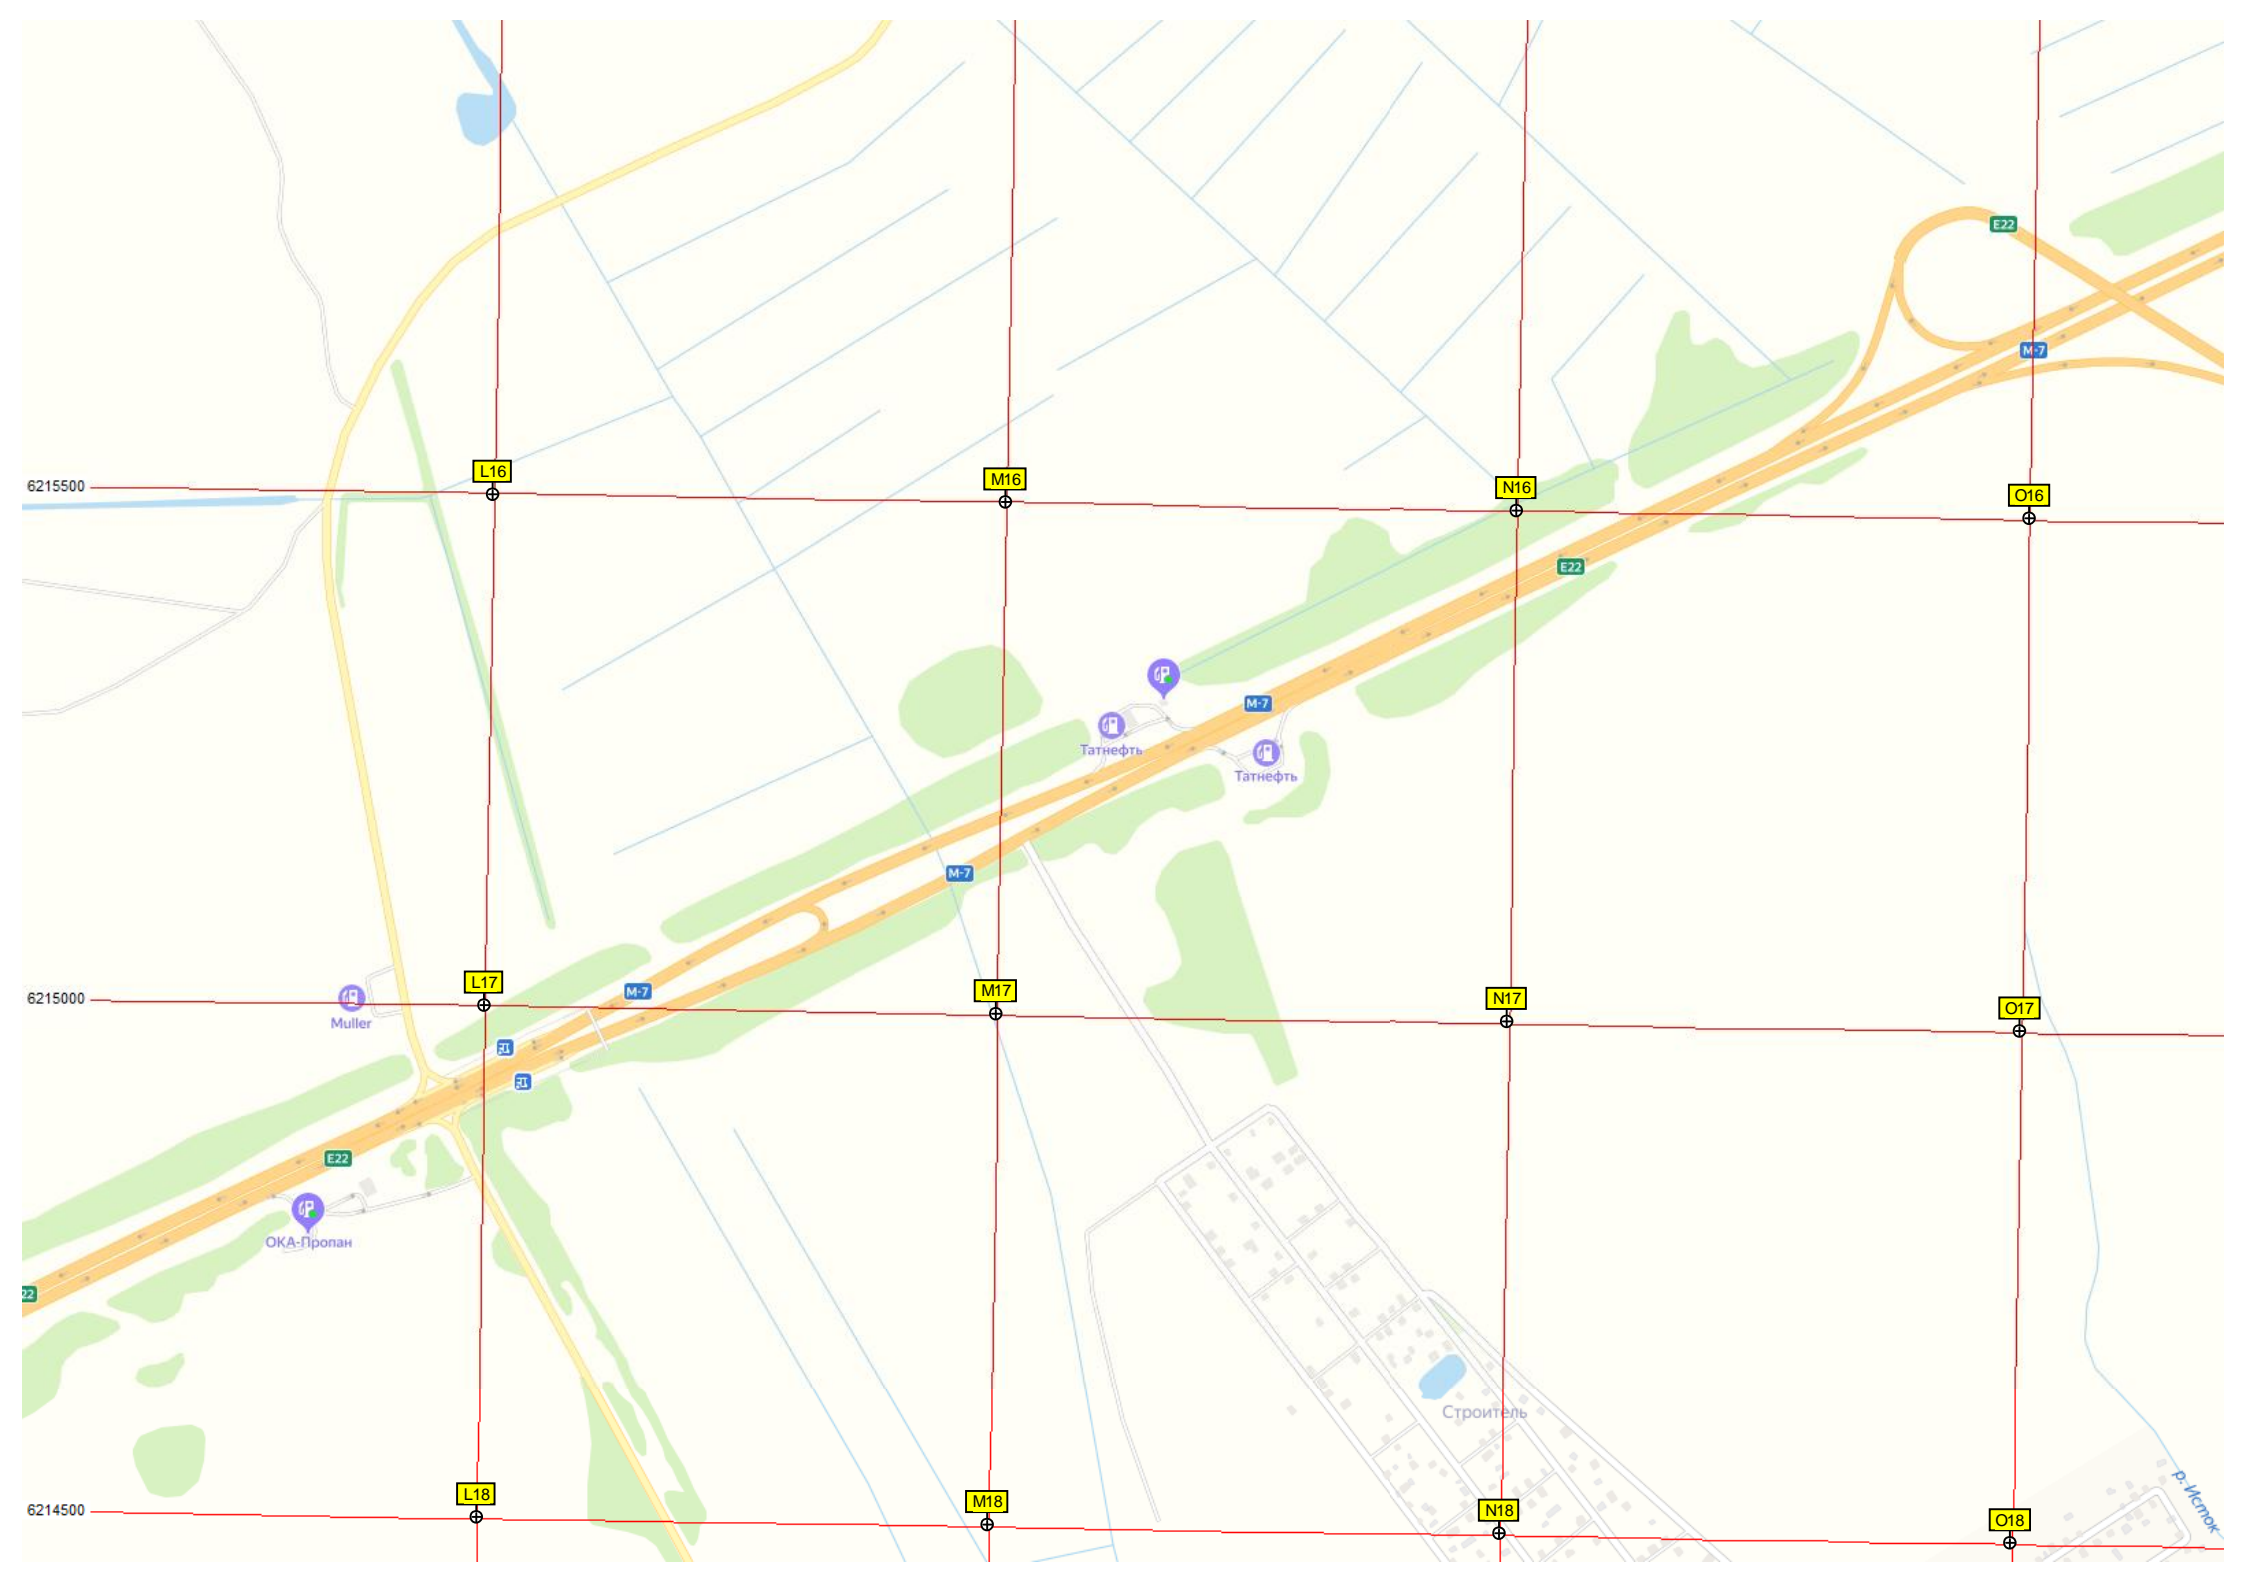 E22
M-7
L16
M16
N16
O16
6215500
E22
M-7
Татнефть
Татнефть
M-7
L17
M17
N17
O17
6215000
M-7
Muller
E22
ОКА-Пропан
22
Строитель
L18
M18
N18
O18
6214500
р. Исток